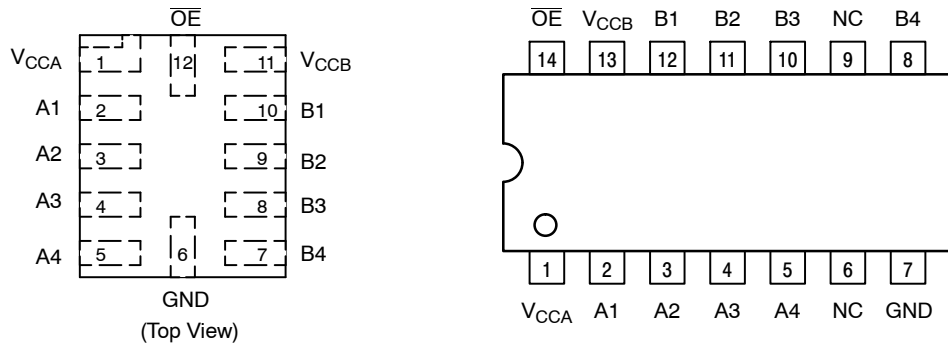 O̅E̅
VCCA 1 12 11 VCCB
A1 2 10 B1
A2 3 9 B2
A3 4 8 B3
A4 5 6 7 B4
GND
(Top View)
O̅E̅ VCCB B1 B2 B3 NC B4
14 13 12 11 10 9 8
1 2 3 4 5 6 7
VCCA A1 A2 A3 A4 NC GND